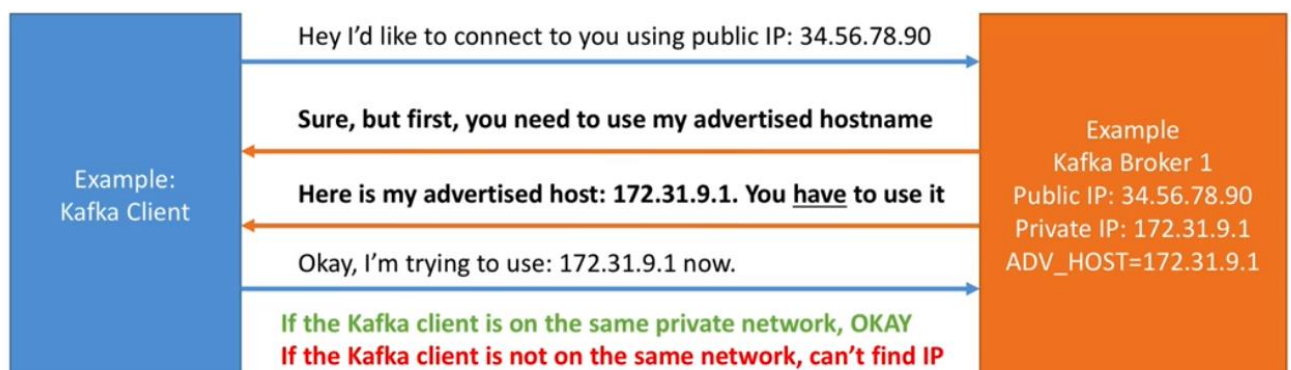 Hey I'd like to connect to you using public IP: 34.56.78.90
Sure, but first, you need to use my advertised hostname
Here is my advertised host: 172.31.9.1. You have to use it
Okay, I'm trying to use: 172.31.9.1 now.
If the Kafka client is on the same private network, OKAY
If the Kafka client is not on the same network, can't find IP
Example:
Kafka Client
Example
Kafka Broker 1
Public IP: 34.56.78.90
Private IP: 172.31.9.1
ADV_HOST=172.31.9.1